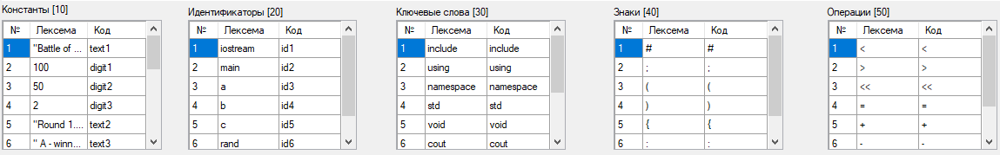 Константы [10]
№ Лексема Код
1 "Battle of ... text1
2 100 digit1
3 50 digit2
4 2 digit3
5 "Round 1.... text2
6 " A - winn... text3
Идентификаторы [20]
№ Лексема Код
1 iostream id1
2 main id2
3 a id3
4 b id4
5 c id5
6 rand id6
Ключевые слова [30]
№ Лексема Код
1 include include
2 using using
3 namespace namespace
4 std std
5 void void
6 cout cout
Знаки [40]
№ Лексема Код
1 # #
2 ; ;
3 ( (
4 ) )
5 { {
6 : :
Операции [50]
№ Лексема Код
1 < <
2 > >
3 << <<
4 = =
5 + +
6 - -